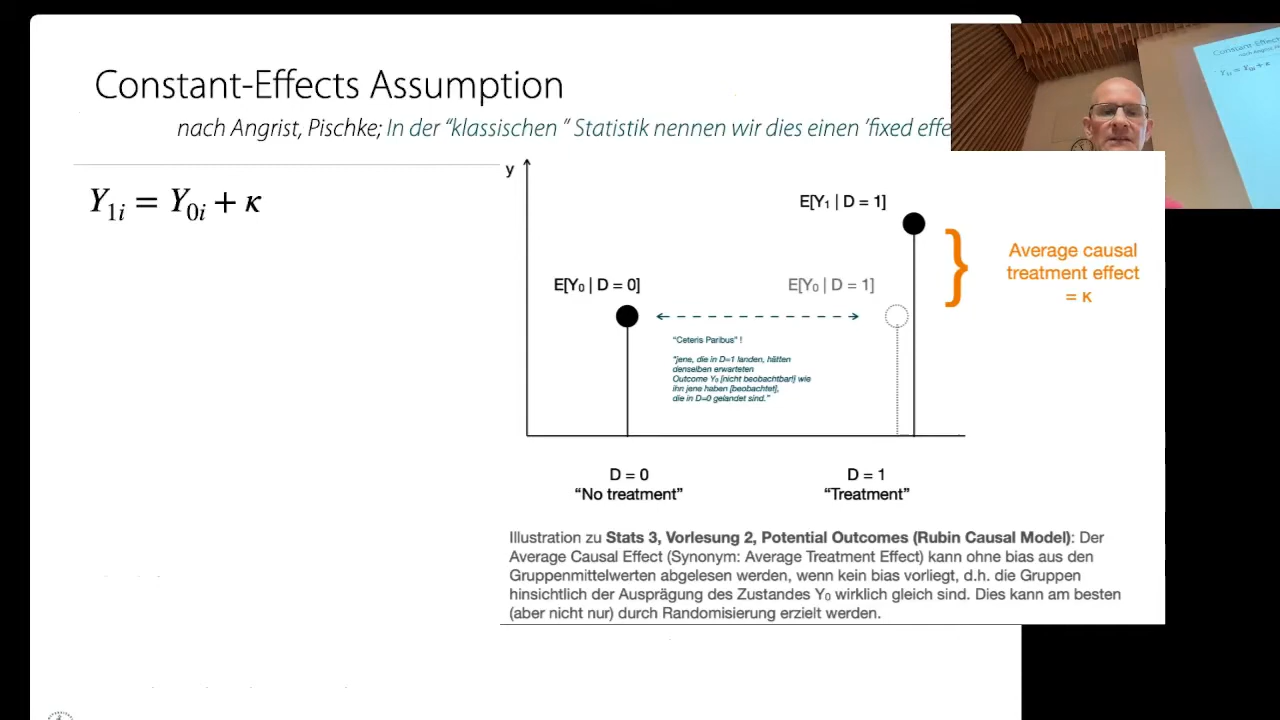 Constant-Effects Assumption
nach Angrist, Pischke; In der “klassischen ” Statistik nennen wir dies einen ’fixed effe
Y₁ᵢ = Y₀ᵢ + κ
y
E[Y₁ | D = 1]
E[Y₀ | D = 0]
E[Y₀ | D = 1]
Average causal
treatment effect
= κ
“Ceteris Paribus” !
“jene, die in D=1 landen, hätten
denselben erwarteten
Outcome Y₀ [nicht beobachtbar!] wie
ihn jene haben [beobachtet],
die in D=0 gelandet sind.”
D = 0
“No treatment”
D = 1
“Treatment”
Illustration zu Stats 3, Vorlesung 2, Potential Outcomes (Rubin Causal Model): Der
Average Causal Effect (Synonym: Average Treatment Effect) kann ohne bias aus den
Gruppenmittelwerten abgelesen werden, wenn kein bias vorliegt, d.h. die Gruppen
hinsichtlich der Ausprägung des Zustandes Y₀ wirklich gleich sind. Dies kann am besten
(aber nicht nur) durch Randomisierung erzielt werden.
Constant-Effects
Y₁ᵢ = Y₀ᵢ + κ